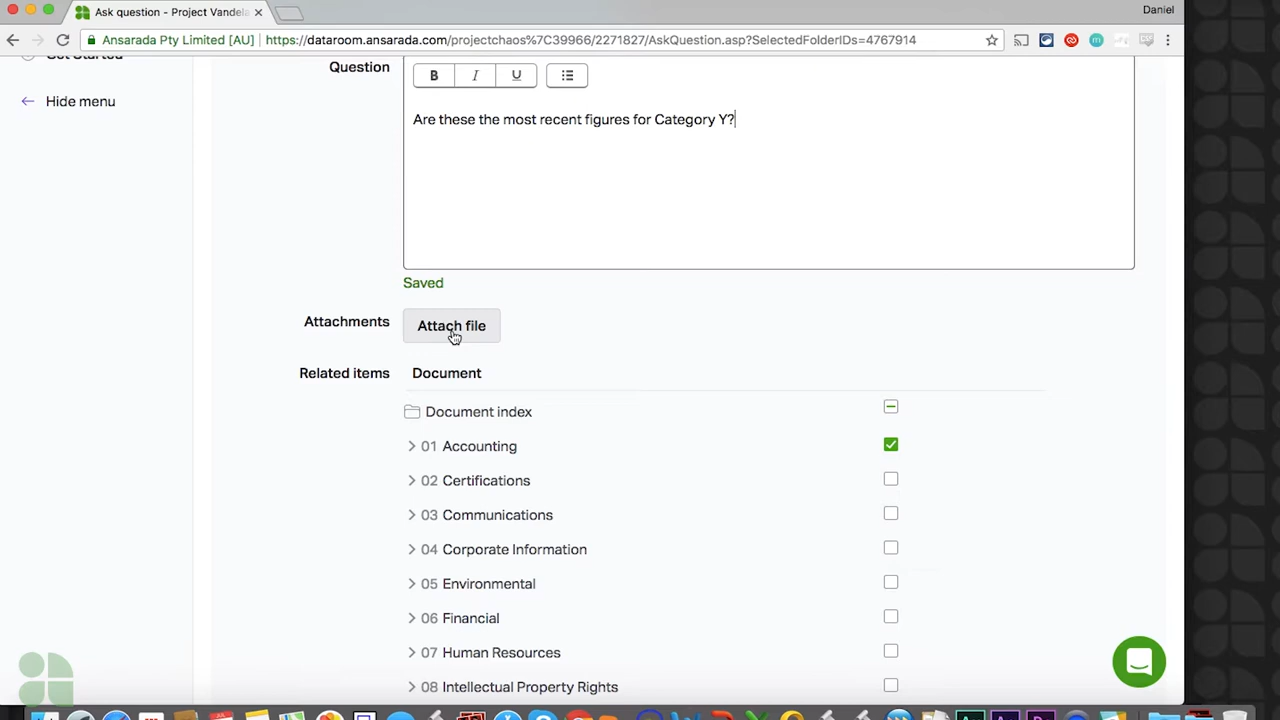 Ask question - Project Vandela
Daniel
Ansarada Pty Limited [AU]
https://dataroom.ansarada.com/projectchaos%7C39966/2271827/AskQuestion.asp?SelectedFolderIDs=4767914
Get Started
Hide menu
Question
B I U
Are these the most recent figures for Category Y?
Saved
Attachments
Attach file
Related items
Document
Document index
01 Accounting
02 Certifications
03 Communications
04 Corporate Information
05 Environmental
06 Financial
07 Human Resources
08 Intellectual Property Rights